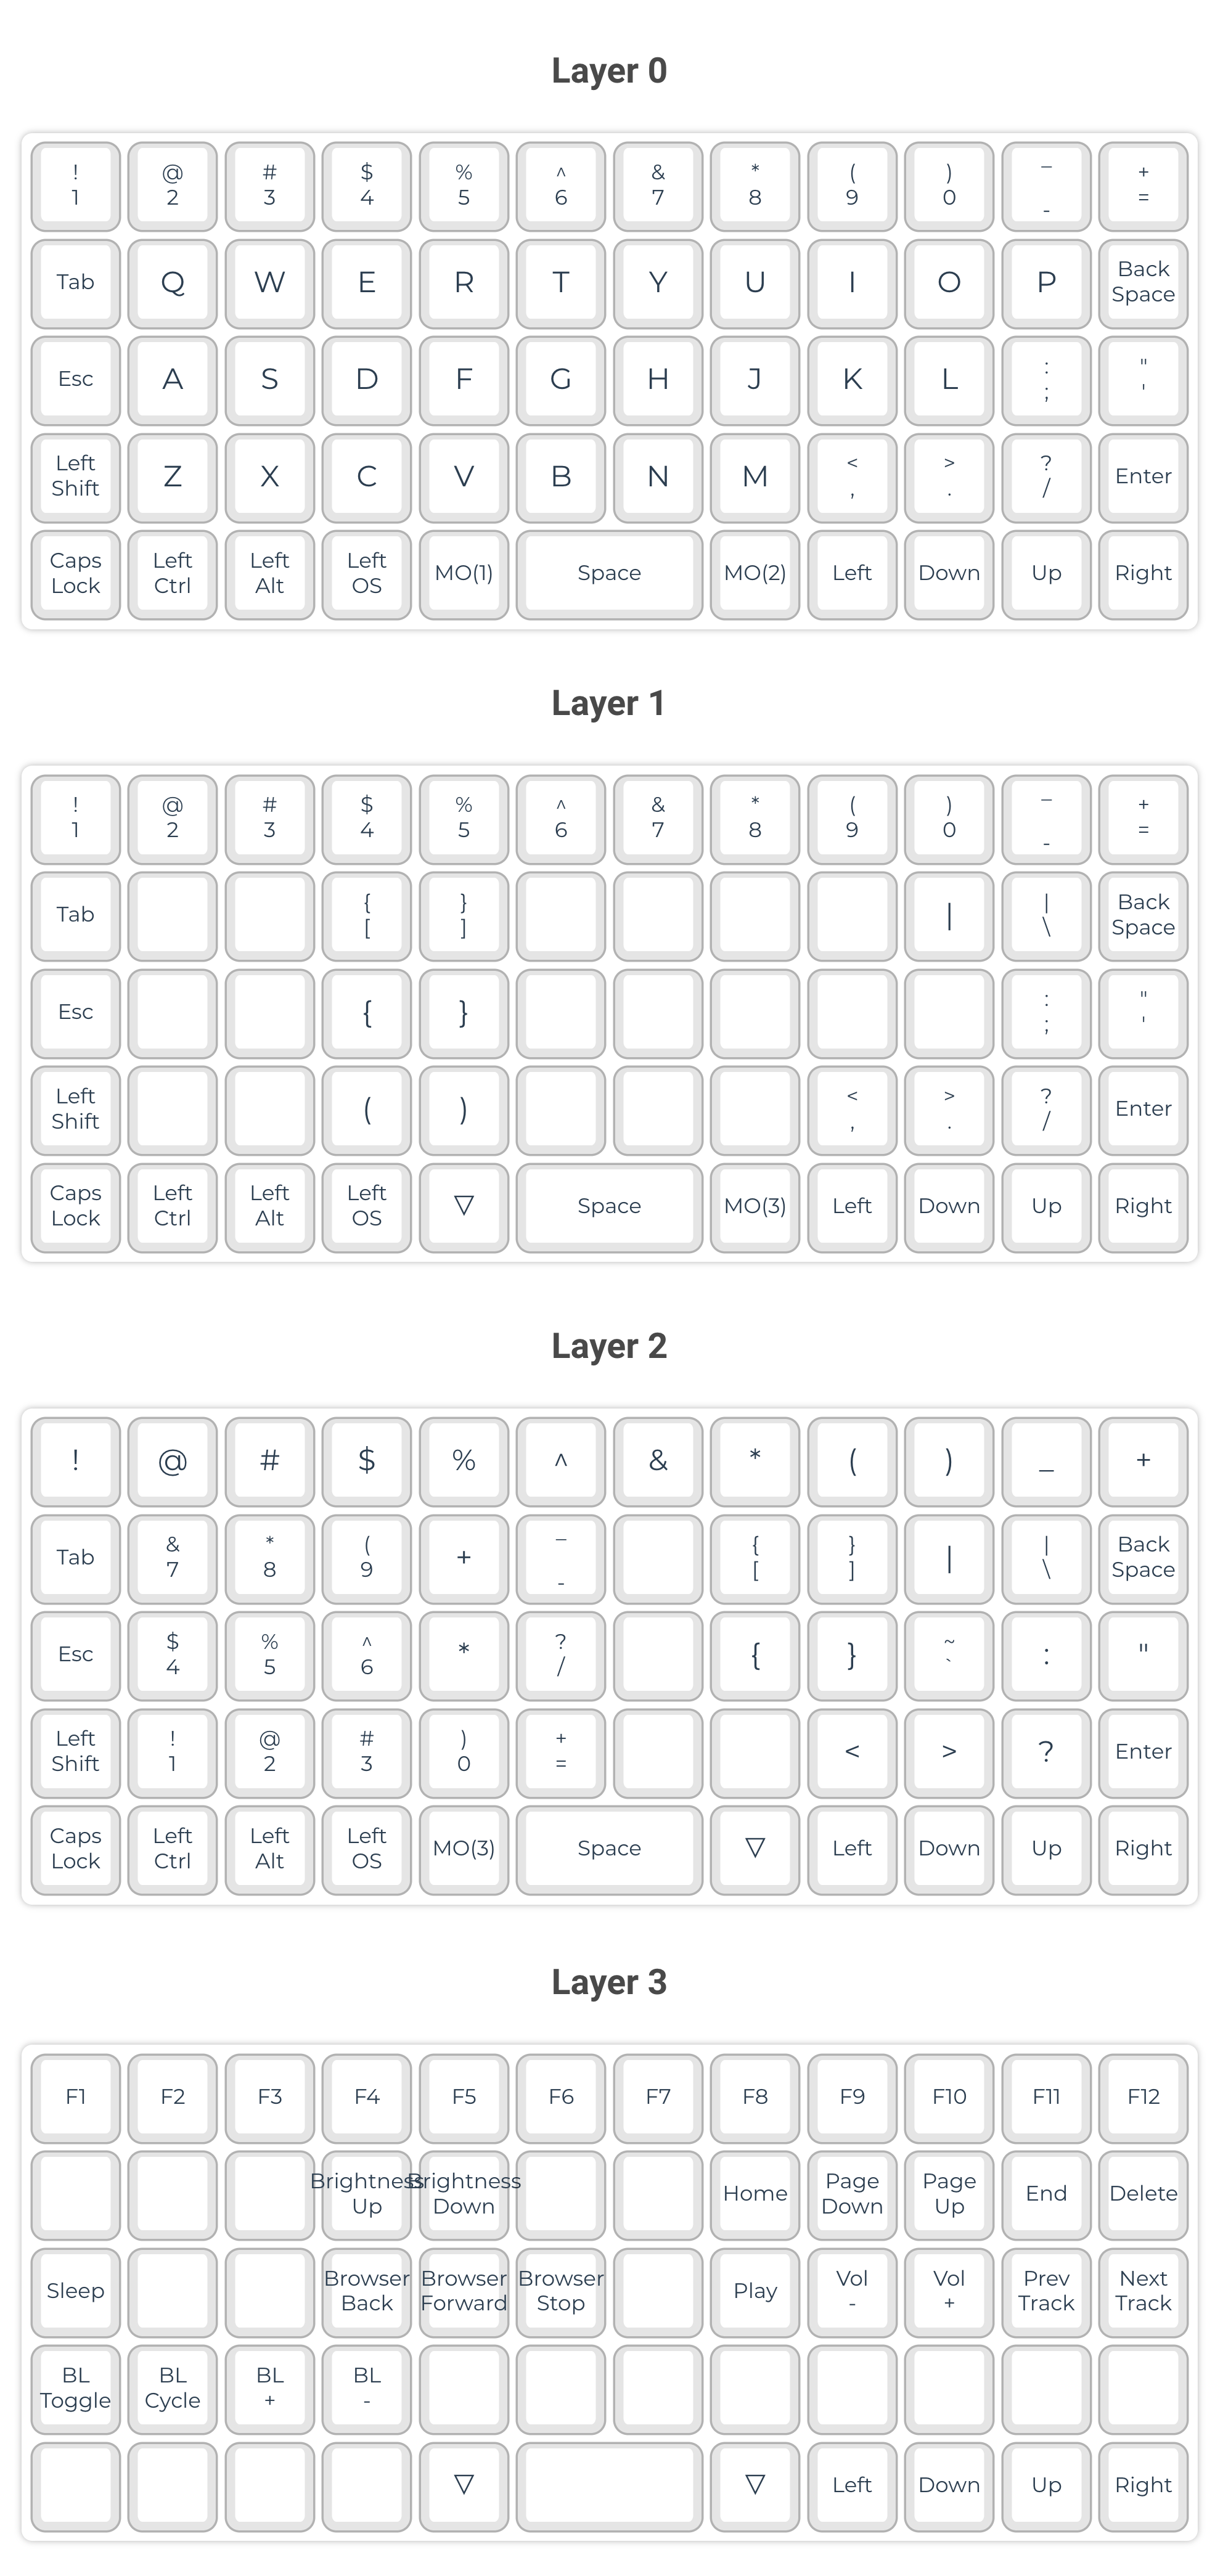 Layer 0
! @ # $ % ^ & * ( ) _ +
1 2 3 4 5 6 7 8 9 0 - =
Tab Q W E R T Y U I O P Back Space
Esc A S D F G H J K L : ; " '
Left Shift Z X C V B N M < , > . ? / Enter
Caps Lock Left Ctrl Left Alt Left OS MO(1) Space MO(2) Left Down Up Right
Layer 1
! @ # $ % ^ & * ( ) _ +
1 2 3 4 5 6 7 8 9 0 - =
Tab { [ } ] | | \ Back Space
Esc { } : ; " '
Left Shift ( ) < , > . ? / Enter
Caps Lock Left Ctrl Left Alt Left OS ▽ Space MO(3) Left Down Up Right
Layer 2
! @ # $ % ^ & * ( ) _ +
Tab & 7 * 8 ( 9 + _ - { [ } ] | | \ Back Space
Esc $ 4 % 5 ^ 6 * ? / { } ~ ` : "
Left Shift ! 1 @ 2 # 3 ) 0 + = < > ? Enter
Caps Lock Left Ctrl Left Alt Left OS MO(3) Space ▽ Left Down Up Right
Layer 3
F1 F2 F3 F4 F5 F6 F7 F8 F9 F10 F11 F12
Brightness Up Brightness Down Home Page Down Page Up End Delete
Sleep Browser Back Browser Forward Browser Stop Play Vol - Vol + Prev Track Next Track
BL Toggle BL Cycle BL + BL -
▽ ▽ Left Down Up Right